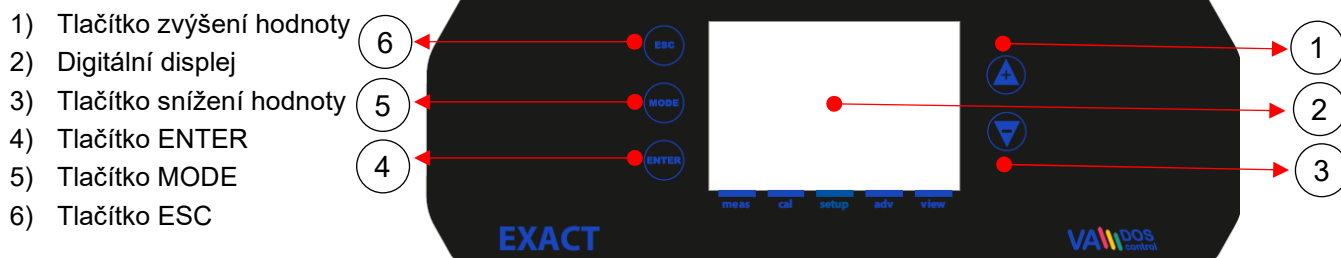 1) Tlačítko zvýšení hodnoty
2) Digitální displej
3) Tlačítko snížení hodnoty
4) Tlačítko ENTER
5) Tlačítko MODE
6) Tlačítko ESC
6
5
4
ESC
MODE
ENTER
+
-
1
2
3
meas cal setup adv view
EXACT
VA DOS
control